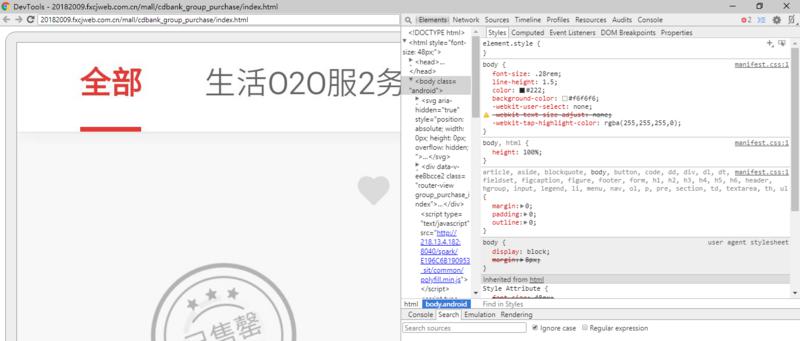 DevTools - 20182009.fxcjweb.com.cn/mall/cdbank_group_purchase/index.html
20182009.fxcjweb.com.cn/mall/cdbank_group_purchase/index.html
全部
生活O2O服2务
已售罄
Elements Network Sources Timeline Profiles Resources Audits Console
2
<!DOCTYPE html>
<html style="font-
size: 48px;">
<head>…
</head>
<body class=
"android">
<svg aria-
hidden="true"
style="position:
absolute; width:
0px; height: 0px;
overflow: hidden;
">…</svg>
<div data-v-
ee8bcce2 class=
"router-view
group_purchase_i
ndex">…</div>
<script type=
"text/javascript"
src="http://
218.13.4.182:
8040/spark/
E196C6B190953
sit/common/
polyfill.min.js">
</script>
html body.android
Styles Computed Event Listeners DOM Breakpoints Properties
element.style {
}
body { manifest.css:1
font-size: .28rem;
line-height: 1.5;
color: #222;
background-color: #f6f6f6;
-webkit-user-select: none;
-webkit-text-size-adjust: none;
-webkit-tap-highlight-color: rgba(255,255,255,0);
}
body, html { manifest.css:1
height: 100%;
}
article, aside, blockquote, body, button, code, dd, div, dl, dt, manifest.css:1
fieldset, figcaption, figure, footer, form, h1, h2, h3, h4, h5, h6, header,
hgroup, input, legend, li, menu, nav, ol, p, pre, section, td, textarea, th, ul
{
margin: 0;
padding: 0;
outline: 0;
}
body { user agent stylesheet
display: block;
margin: 8px;
}
Inherited from html
Style Attribute {
Find in Styles
Console Search Emulation Rendering
Search sources
Ignore case
Regular expression